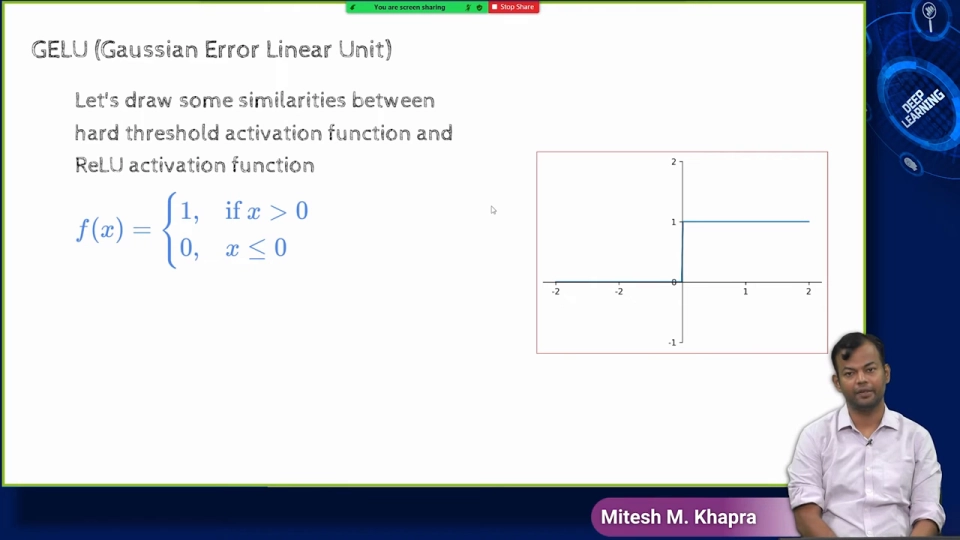 You are screen sharing
Stop Share
GELU (Gaussian Error Linear Unit)
Let's draw some similarities between
hard threshold activation function and
ReLU activation function
f(x) = { 1, if x > 0
0, x ≤ 0
2
1
0
-2 -2 1 2
-1
DEEP
LEARNING
Mitesh M. Khapra